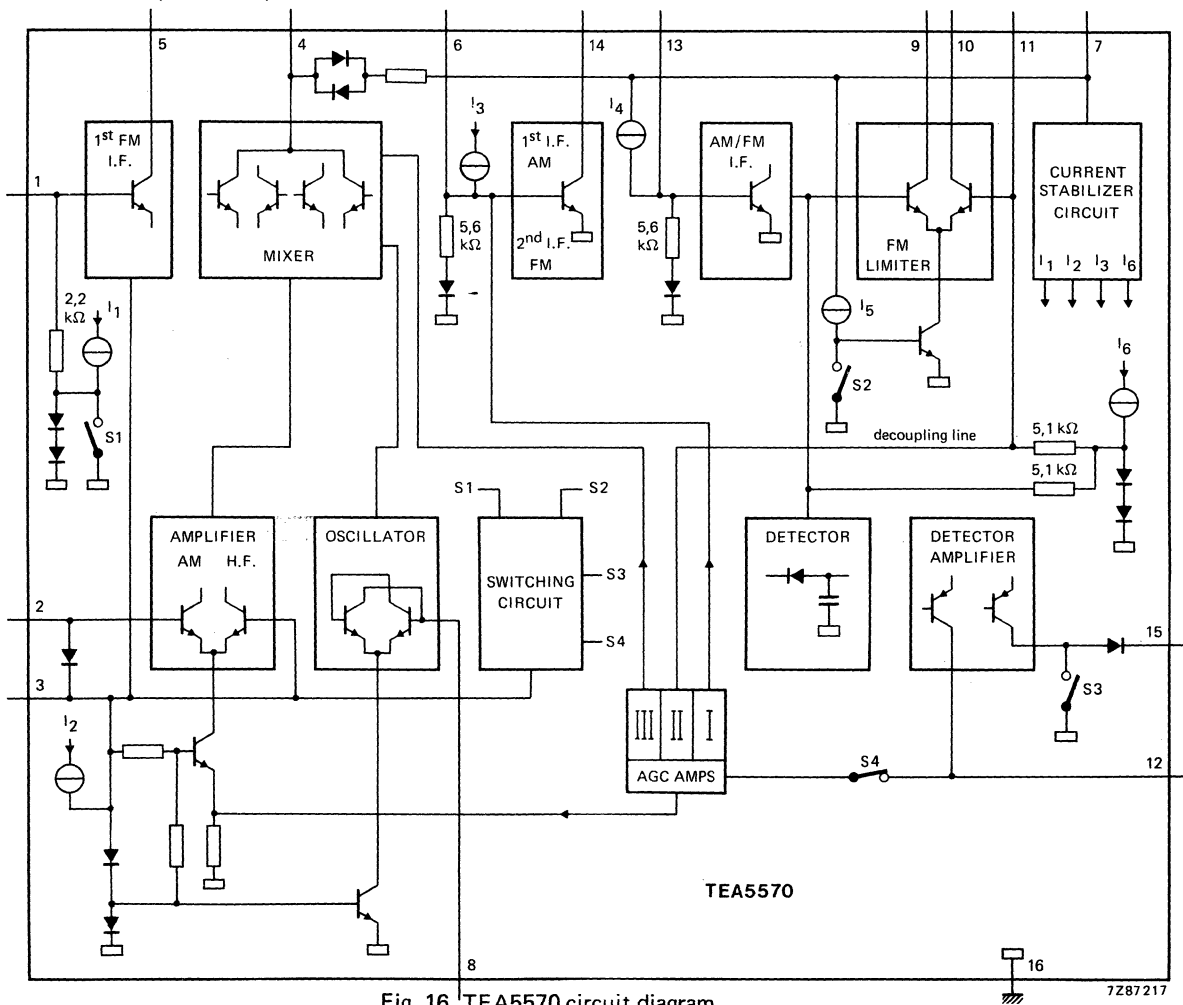 5
4
6
14
13
9
10
11
7
I3
I4
1st FM
I.F.
1st I.F.
AM
AM/FM
I.F.
CURRENT
STABILIZER
CIRCUIT
1
MIXER
5,6
kΩ
2nd I.F.
FM
5,6
kΩ
FM
LIMITER
I1 I2 I3 I6
2,2
kΩ
I1
I5
S1
S2
I6
decoupling line
5,1 kΩ
5,1 kΩ
S1
S2
AMPLIFIER
AM H.F.
OSCILLATOR
SWITCHING
CIRCUIT
S3
S4
DETECTOR
DETECTOR
AMPLIFIER
2
15
3
S3
I2
III II I
AGC AMPS
S4
12
TEA5570
8
16
7Z87217
Fig. 16 TEA5570 circuit diagram